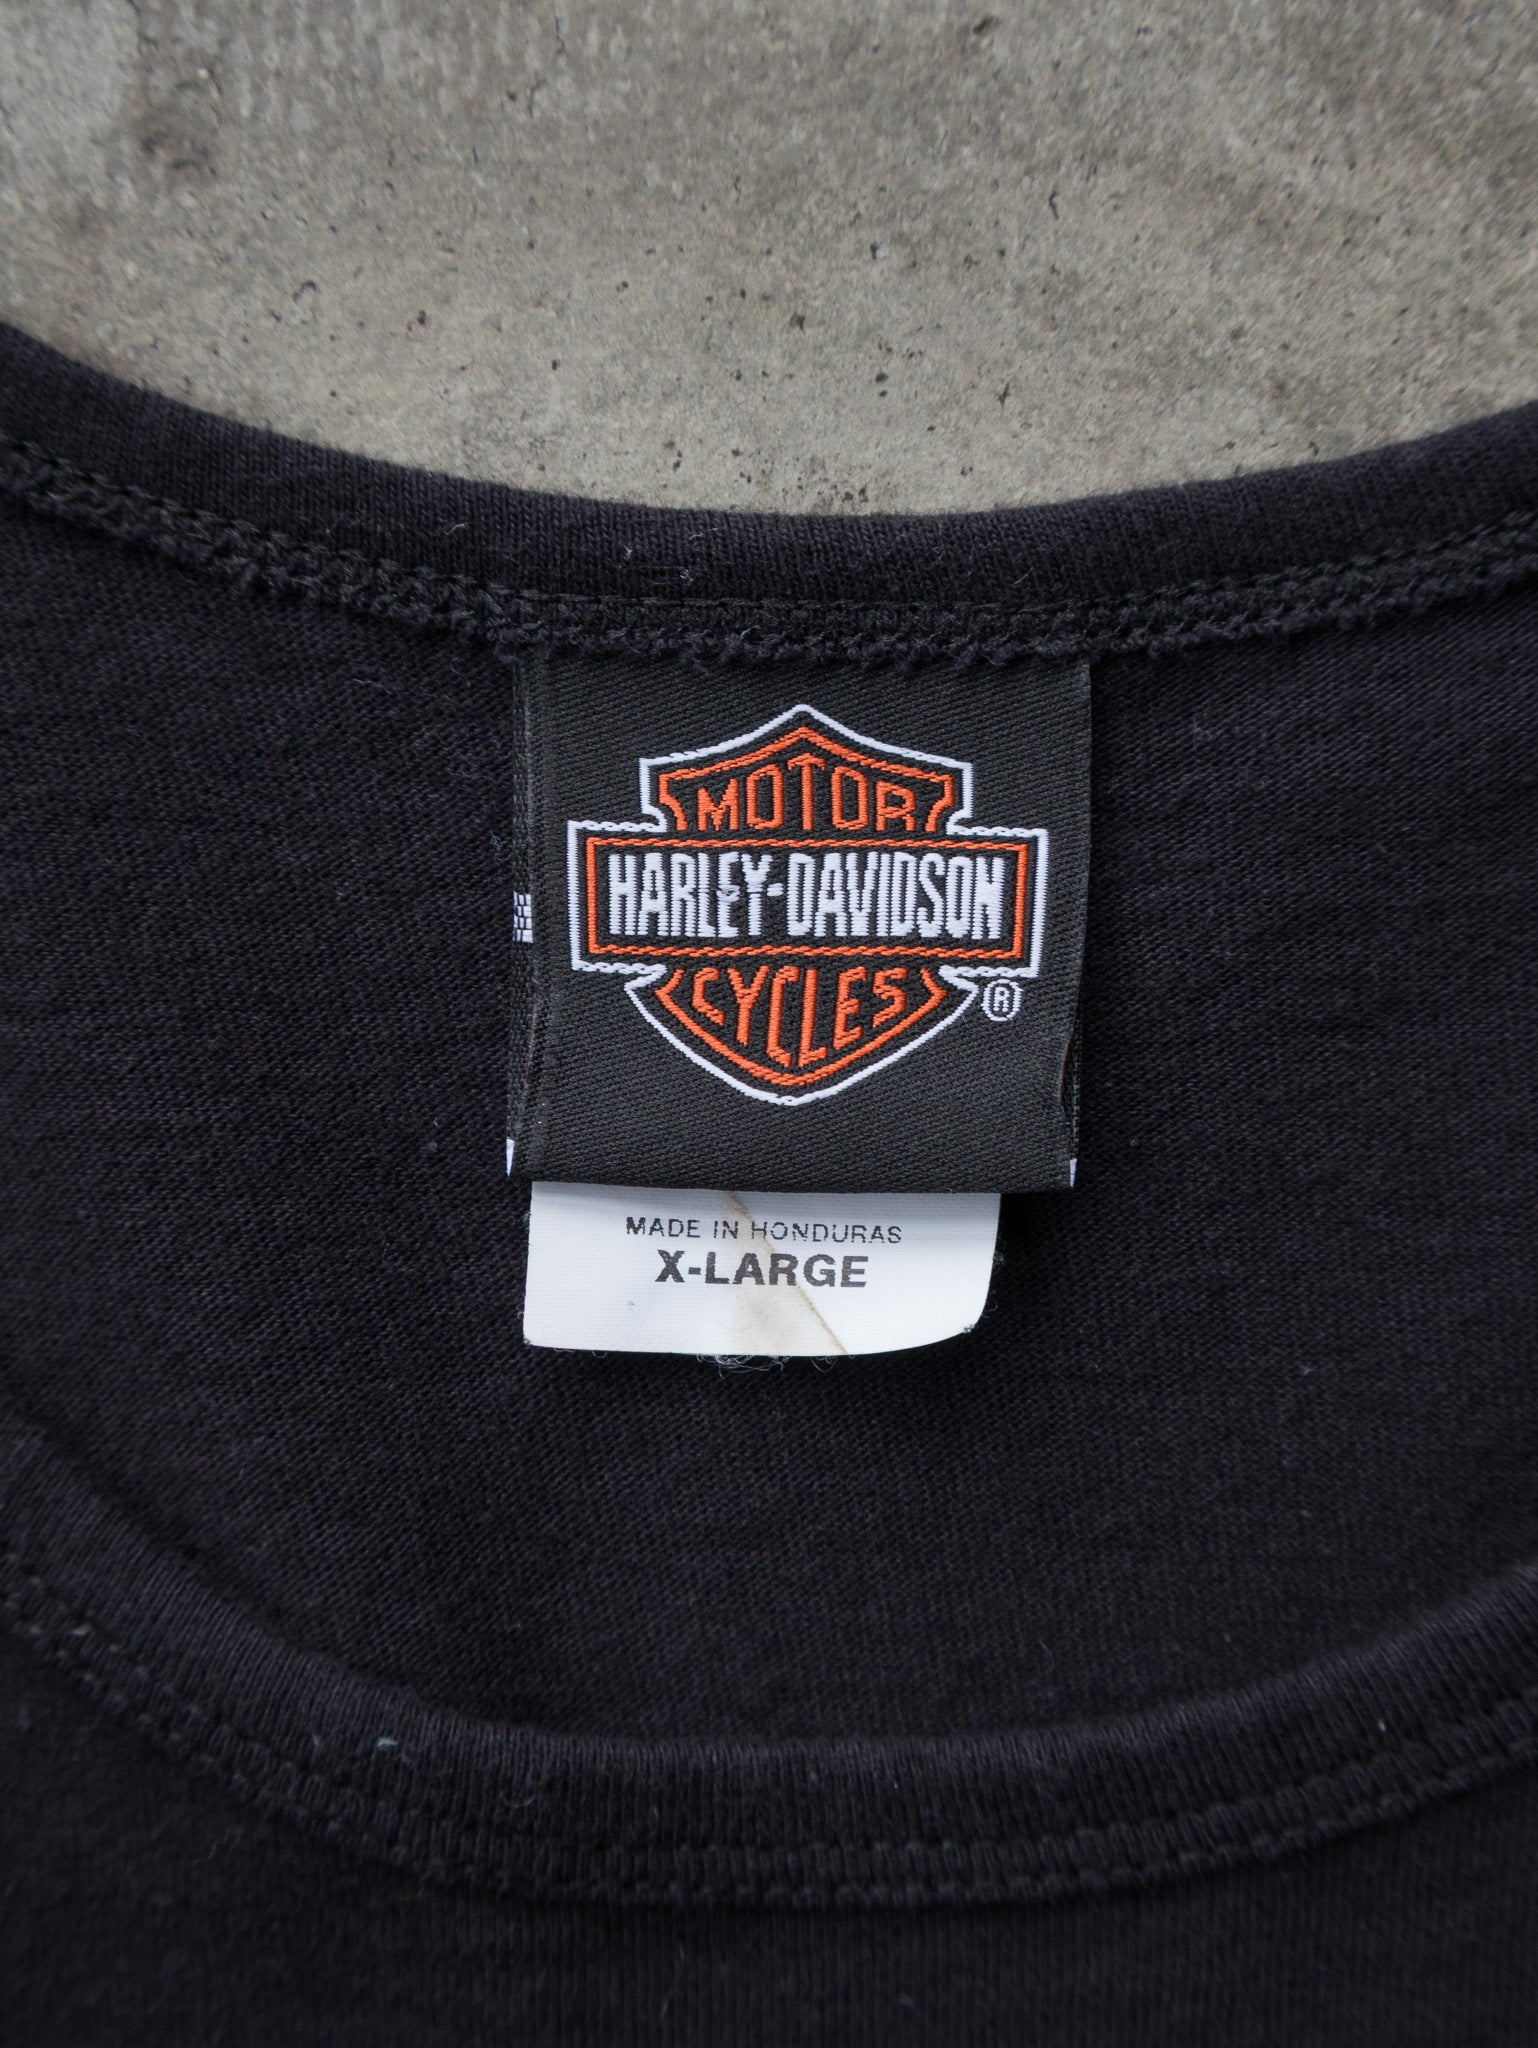 MOTOR
HARLEY-DAVIDSON
CYCLES
®
MADE IN HONDURAS
X-LARGE